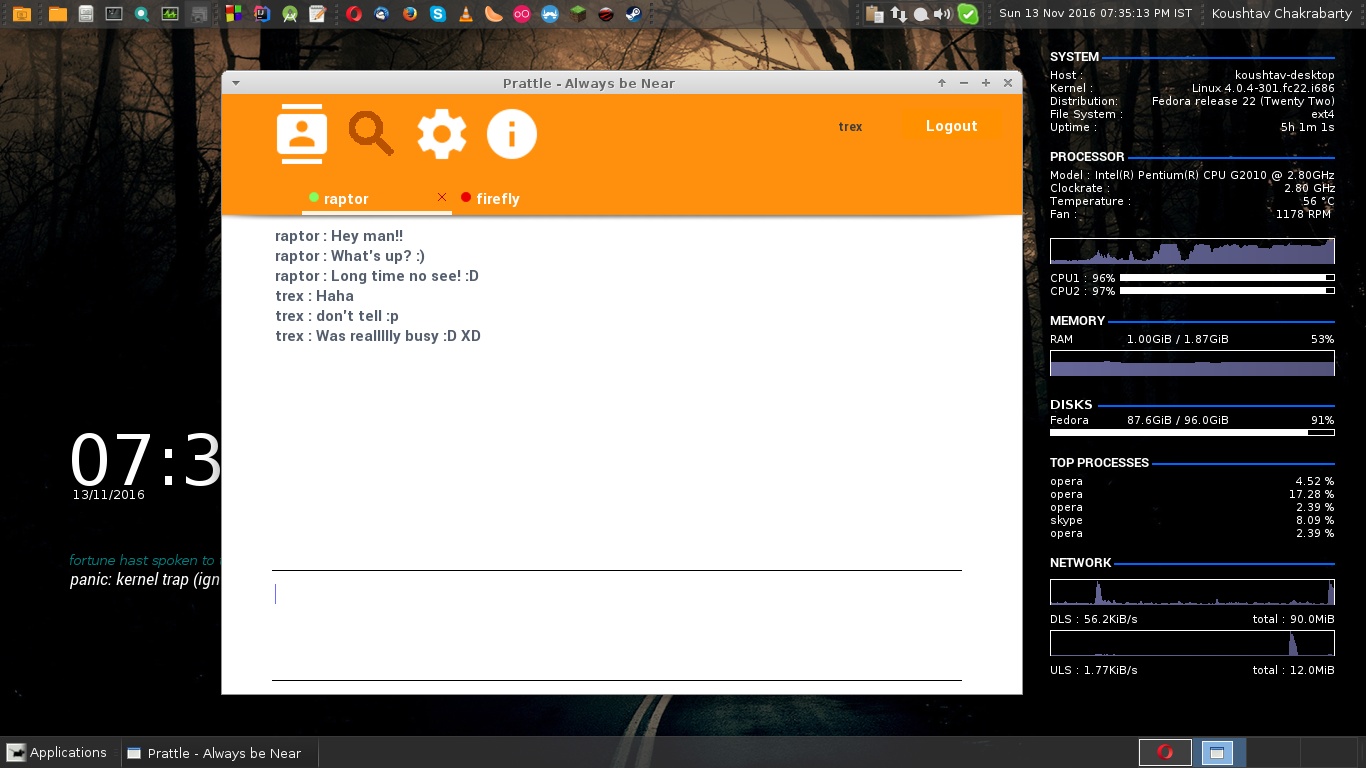 Sun 13 Nov 2016 07:35:13 PM IST
Koushtav Chakrabarty
Prattle - Always be Near
trex
Logout
raptor
firefly
raptor : Hey man!!
raptor : What's up? :)
raptor : Long time no see! :D
trex : Haha
trex : don't tell :p
trex : Was reallllly busy :D XD
07:3
13/11/2016
fortune hast spoken to
panic: kernel trap (ign
SYSTEM
Host : koushtav-desktop
Kernel : Linux 4.0.4-301.fc22.i686
Distribution: Fedora release 22 (Twenty Two)
File System : ext4
Uptime : 5h 1m 1s
PROCESSOR
Model : Intel(R) Pentium(R) CPU G2010 @ 2.80GHz
Clockrate : 2.80 GHz
Temperature : 56 °C
Fan : 1178 RPM
CPU1 : 96%
CPU2 : 97%
MEMORY
RAM 1.00GiB / 1.87GiB 53%
DISKS
Fedora 87.6GiB / 96.0GiB 91%
TOP PROCESSES
opera 4.52 %
opera 17.28 %
opera 2.39 %
skype 8.09 %
opera 2.39 %
NETWORK
DLS : 56.2KiB/s total : 90.0MiB
ULS : 1.77KiB/s total : 12.0MiB
Applications
Prattle - Always be Near